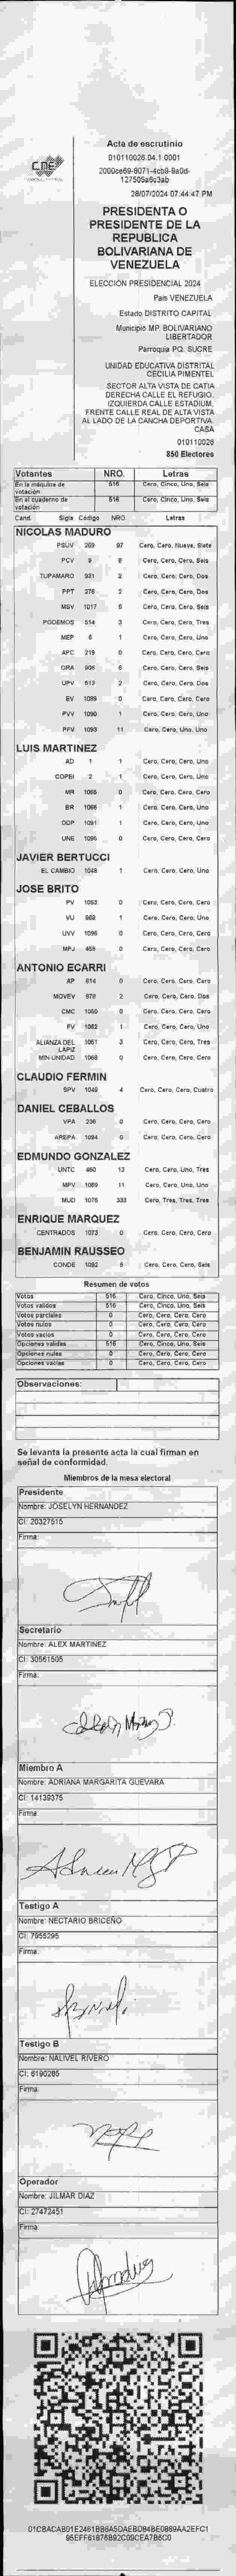 CNE
Acta de escrutinio
010110026.04.1.0001
28/07/2024 07:44:47 PM
PRESIDENTA O
PRESIDENTE DE LA
REPUBLICA
BOLIVARIANA DE
VENEZUELA
ELECCION PRESIDENCIAL 2024
Pais VENEZUELA
Estado DISTRITO CAPITAL
Municipio MP. BOLIVARIANO
LIBERTADOR
Parroquia PQ. SUCRE
UNIDAD EDUCATIVA DISTRITAL
CECILIA PIMENTEL
SECTOR ALTA VISTA DE CATIA
DERECHA CALLE EL REFUGIO.
IZQUIERDA CALLE ESTADIUM.
FRENTE CALLE REAL DE ALTA VISTA
AL LADO DE LA CANCHA DEPORTIVA.
CASA
010110026
850 Electores
Votantes NRO. Letras
En la máquina de votación 516 Cero, Cinco, Uno, Seis
En el cuaderno de votación 516 Cero, Cinco, Uno, Seis
Cand. Sigla Código NRO. Letras
NICOLAS MADURO
PSUV 269 97 Cero, Cero, Nueve, Siete
PCV Cero, Cero, Cero, Seis
TUPAMARO 931 2 Cero, Cero, Cero, Dos
PPT 276 2 Cero, Cero, Cero, Dos
MSV 1017 6 Cero, Cero, Cero, Seis
PODEMOS 514 3 Cero, Cero, Cero, Tres
MEP 6 1 Cero, Cero, Cero, Uno
APC 219 0 Cero, Cero, Cero, Cero
ORA 906 6 Cero, Cero, Cero, Seis
UPV 513 2 Cero, Cero, Cero, Dos
EV 1089 0 Cero, Cero, Cero, Cero
PVV 1090 1 Cero, Cero, Cero, Uno
PFV 1093 11 Cero, Cero, Uno, Uno
LUIS MARTINEZ
AD 1 1 Cero, Cero, Cero, Uno
COPEI 2 1 Cero, Cero, Cero, Uno
MR 1065 0 Cero, Cero, Cero, Cero
BR 1066 1 Cero, Cero, Cero, Uno
DDP 1091 1 Cero, Cero, Cero, Uno
UNE 1095 0 Cero, Cero, Cero, Cero
JAVIER BERTUCCI
EL CAMBIO 1048 1 Cero, Cero, Cero, Uno
JOSE BRITO
PV 1053 0 Cero, Cero, Cero, Cero
VU 969 1 Cero, Cero, Cero, Uno
UVV 1096 0 Cero, Cero, Cero, Cero
MPJ 458 0 Cero, Cero, Cero, Cero
ANTONIO ECARRI
AP 814 0 Cero, Cero, Cero, Cero
MOVEV 978 2 Cero, Cero, Cero, Dos
CMC 1050 0 Cero, Cero, Cero, Cero
FV 1052 1 Cero, Cero, Cero, Uno
ALIANZA DEL LAPIZ 1051 3 Cero, Cero, Cero, Tres
MIN UNIDAD 1068 0 Cero, Cero, Cero, Cero
CLAUDIO FERMIN
SPV 1049 4 Cero, Cero, Cero, Cuatro
DANIEL CEBALLOS
VPA 236 0 Cero, Cero, Cero, Cero
AREPA 1094 0 Cero, Cero, Cero, Cero
EDMUNDO GONZALEZ
UNTC 460 13 Cero, Cero, Uno, Tres
MPV 1069 11 Cero, Cero, Uno, Uno
MUD 1076 333 Cero, Tres, Tres, Tres
ENRIQUE MARQUEZ
CENTRADOS 1073 0 Cero, Cero, Cero, Cero
BENJAMIN RAUSSEO
CONDE 1092 6 Cero, Cero, Cero, Seis
Resumen de votos
Votos 516 Cero, Cinco, Uno, Seis
Votos validos 516 Cero, Cinco, Uno, Seis
Votos parciales 0 Cero, Cero, Cero, Cero
Votos nulos 0 Cero, Cero, Cero, Cero
Votos vacios 0 Cero, Cero, Cero, Cero
Opciones validas 516 Cero, Cinco, Uno, Seis
Opciones nulas 0 Cero, Cero, Cero, Cero
Opciones vacias 0 Cero, Cero, Cero, Cero
Observaciones:
Se levanta la presente acta la cual firman en
señal de conformidad.
Miembros de la mesa electoral
Presidente
Nombre: JOSELYN HERNANDEZ
CI: 20327515
Firma:
Secretario
Nombre: ALEX MARTINEZ
CI: 30561505
Firma:
Miembro A
Nombre: ADRIANA MARGARITA GUEVARA
CI: 14139375
Firma:
Testigo A
Nombre: NECTARIO BRICEÑO
CI: 7955295
Firma:
Testigo B
Nombre: NALIVEL RIVERO
CI: 6190285
Firma:
Operador
Nombre: JILMAR DIAZ
CI: 27472451
Firma: